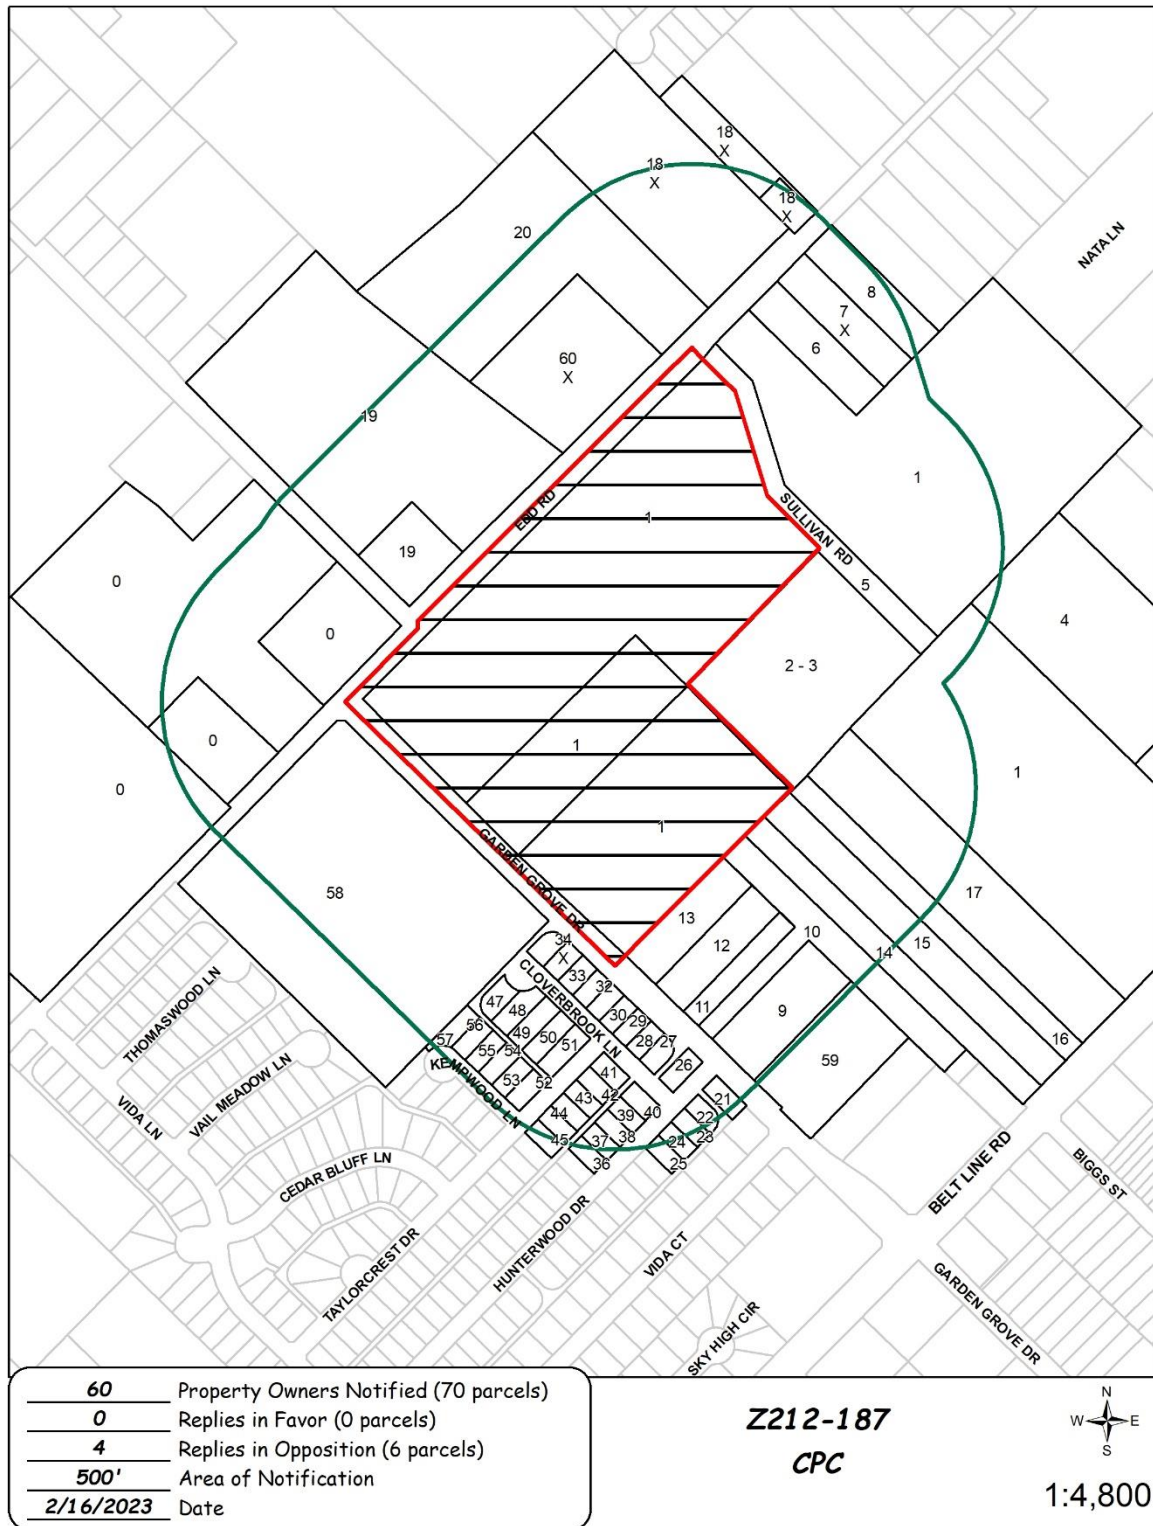 18
X
18
X
18
X
NATA LN
20
8
7
X
6
60
X
19
1
EDD RD
1
SULLIVAN RD
19
5
0
4
0
2 - 3
0
1
1
0
1
GARDEN GROVE DR
58
17
13
12
10
34
X
15
14
33
CLOVERBROOK LN
32
THOMASWOOD LN
47
48
30
29
11
9
56
49
50
28
27
16
57
55
54
51
26
59
KEMPWOOD LN
41
53
52
43
42
21
VAIL MEADOW LN
44
39
40
22
VIDA LN
45
37
38
24
23
36
25
CEDAR BLUFF LN
BELT LINE RD
BIGGS ST
HUNTERWOOD DR
VIDA CT
TAYLORCREST DR
GARDEN GROVE DR
SKY HIGH CIR
60 Property Owners Notified (70 parcels)
0 Replies in Favor (0 parcels)
4 Replies in Opposition (6 parcels)
500' Area of Notification
2/16/2023 Date
Z212-187
CPC
N
W E
S
1:4,800